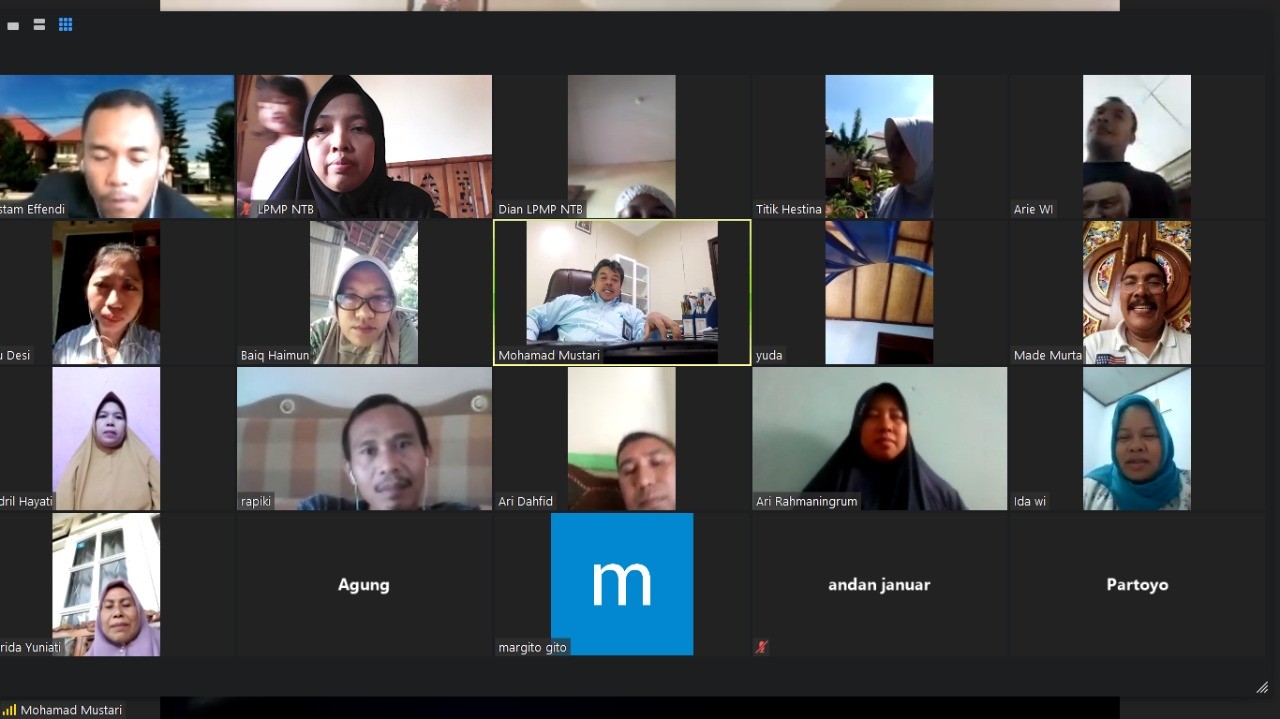 stam Effendi
LPMP NTB
Dian LPMP NTB
Titik Hestina
Arie WI
Desi
Baiq Haimun
Mohamad Mustari
yuda
Made Murta
dril Hayati
rapiki
Ari Dahfid
Ari Rahmaningrum
Ida wi
rida Yuniati
Agung
m
margito gito
andan januar
Partoyo
Mohamad Mustari